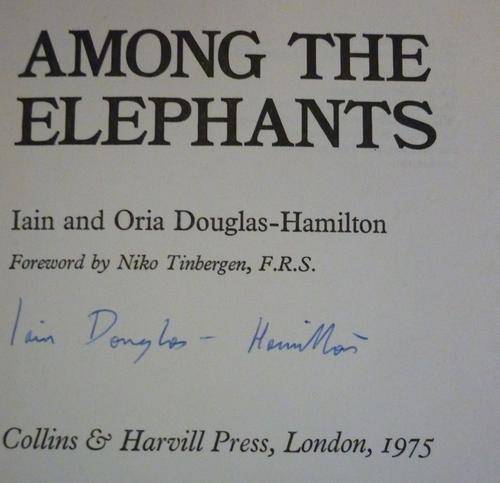 AMONG THE
ELEPHANTS
Iain and Oria Douglas-Hamilton
Foreword by Niko Tinbergen, F.R.S.
Iain Douglas - Hamilton
Collins & Harvill Press, London, 1975